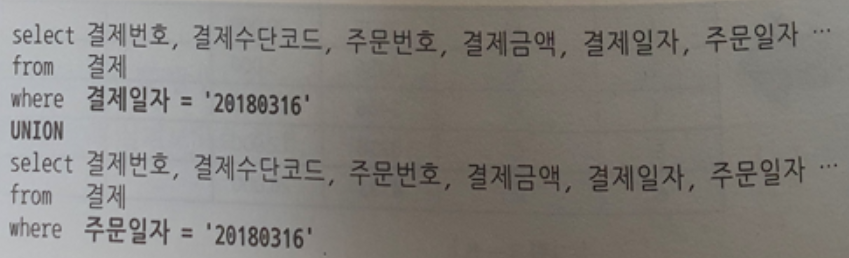 select 결제번호, 결제수단코드, 주문번호, 결제금액, 결제일자, 주문일자 …
from 결제
where 결제일자 = '20180316'
UNION
select 결제번호, 결제수단코드, 주문번호, 결제금액, 결제일자, 주문일자 …
from 결제
where 주문일자 = '20180316'